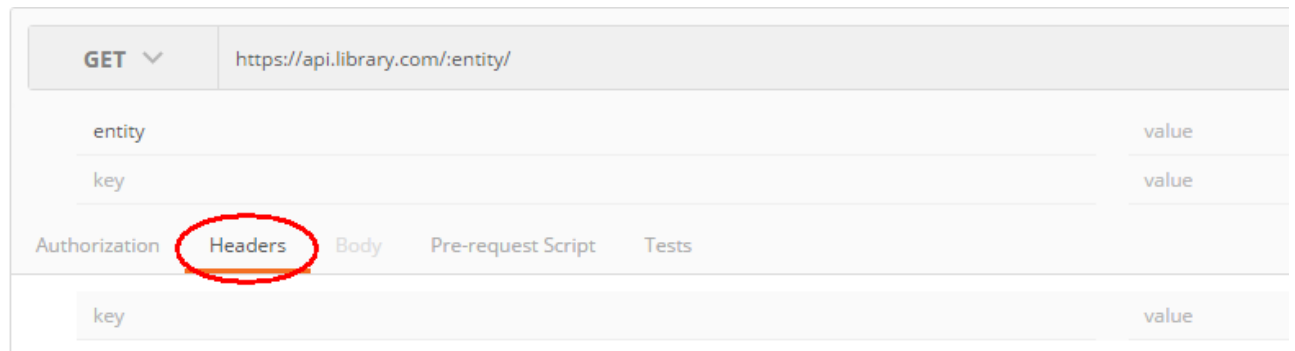 GET https://api.library.com/:entity/
entity value
key value
Authorization Headers Body Pre-request Script Tests
key value